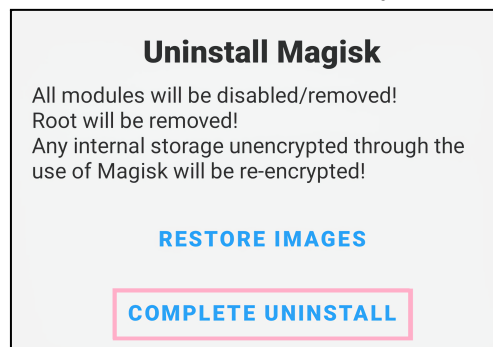 Uninstall Magisk
All modules will be disabled/removed!
Root will be removed!
Any internal storage unencrypted through the
use of Magisk will be re-encrypted!
RESTORE IMAGES
COMPLETE UNINSTALL